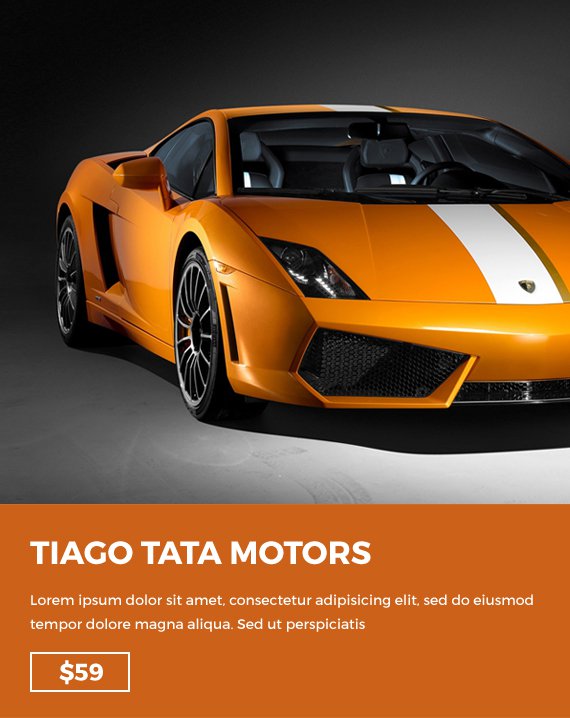 TIAGO TATA MOTORS
Lorem ipsum dolor sit amet, consectetur adipisicing elit, sed do eiusmod
tempor dolore magna aliqua. Sed ut perspiciatis
$59